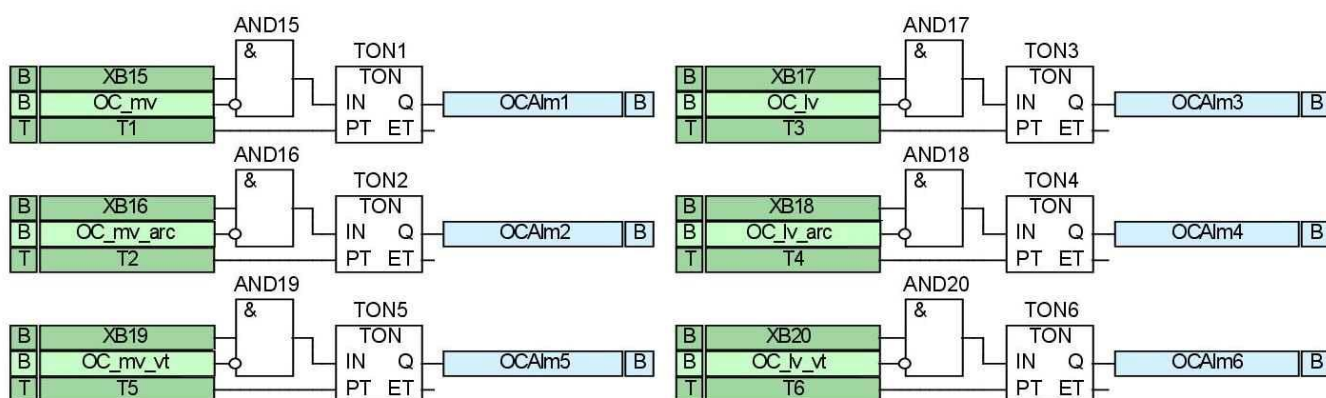 AND15 AND17
& TON1 & TON3
B XB15 TON B XB17 TON
B OC_mv IN Q OCAlm1 B B OC_lv IN Q OCAlm3 B
T T1 PT ET T T3 PT ET
AND16 AND18
& TON2 & TON4
B XB16 TON B XB18 TON
B OC_mv_arc IN Q OCAlm2 B B OC_lv_arc IN Q OCAlm4 B
T T2 PT ET T T4 PT ET
AND19 AND20
& TON5 & TON6
B XB19 TON B XB20 TON
B OC_mv_vt IN Q OCAlm5 B B OC_lv_vt IN Q OCAlm6 B
T T5 PT ET T T6 PT ET